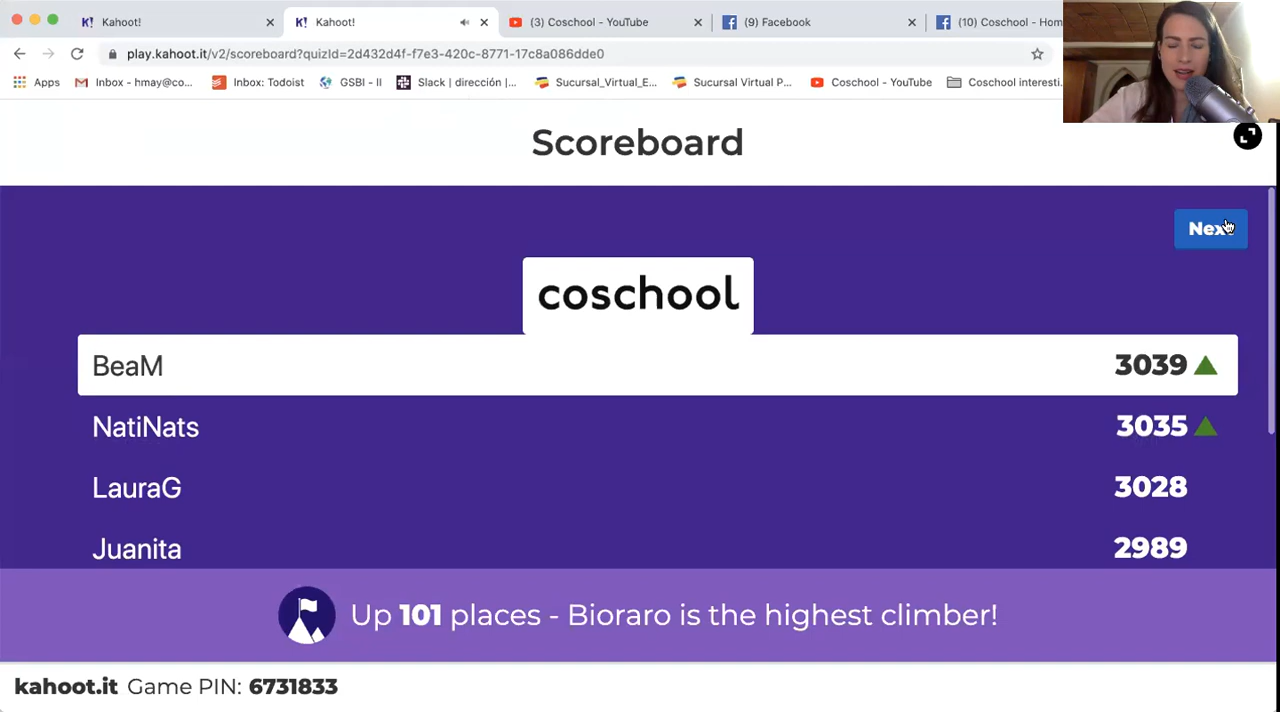 Kahoot!
Kahoot!
(3) Coschool - YouTube
(9) Facebook
(10) Coschool - Hom
play.kahoot.it/v2/scoreboard?quizId=2d432d4f-f7e3-420c-8771-17c8a086dde0
Apps
Inbox - hmay@co...
Inbox: Todoist
GSBI - II
Slack | dirección |...
Sucursal_Virtual_E...
Sucursal Virtual P...
Coschool - YouTube
Coschool interesti...
Scoreboard
Next
coschool
BeaM 3039
NatiNats 3035
LauraG 3028
Juanita 2989
Up 101 places - Bioraro is the highest climber!
kahoot.it Game PIN: 6731833